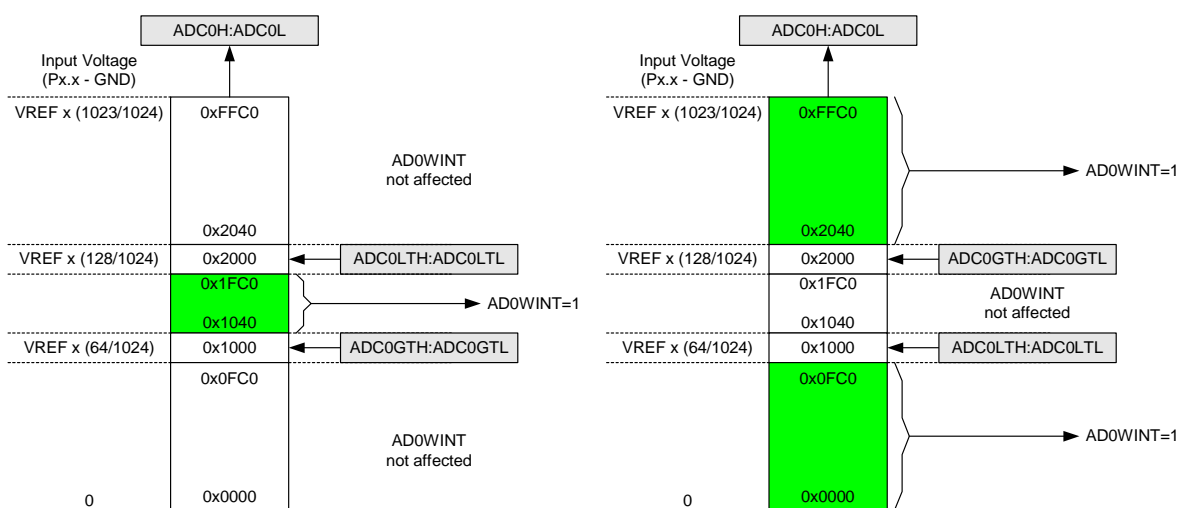 ADC0H:ADC0L
Input Voltage
(Px.x - GND)
VREF x (1023/1024)
0xFFC0
AD0WINT
not affected
0x2040
VREF x (128/1024)
0x2000
ADC0LTH:ADC0LTL
0x1FC0
AD0WINT=1
0x1040
VREF x (64/1024)
0x1000
ADC0GTH:ADC0GTL
0x0FC0
AD0WINT
not affected
0
0x0000
ADC0H:ADC0L
Input Voltage
(Px.x - GND)
VREF x (1023/1024)
0xFFC0
AD0WINT=1
0x2040
VREF x (128/1024)
0x2000
ADC0GTH:ADC0GTL
0x1FC0
AD0WINT
not affected
0x1040
VREF x (64/1024)
0x1000
ADC0LTH:ADC0LTL
0x0FC0
AD0WINT=1
0
0x0000